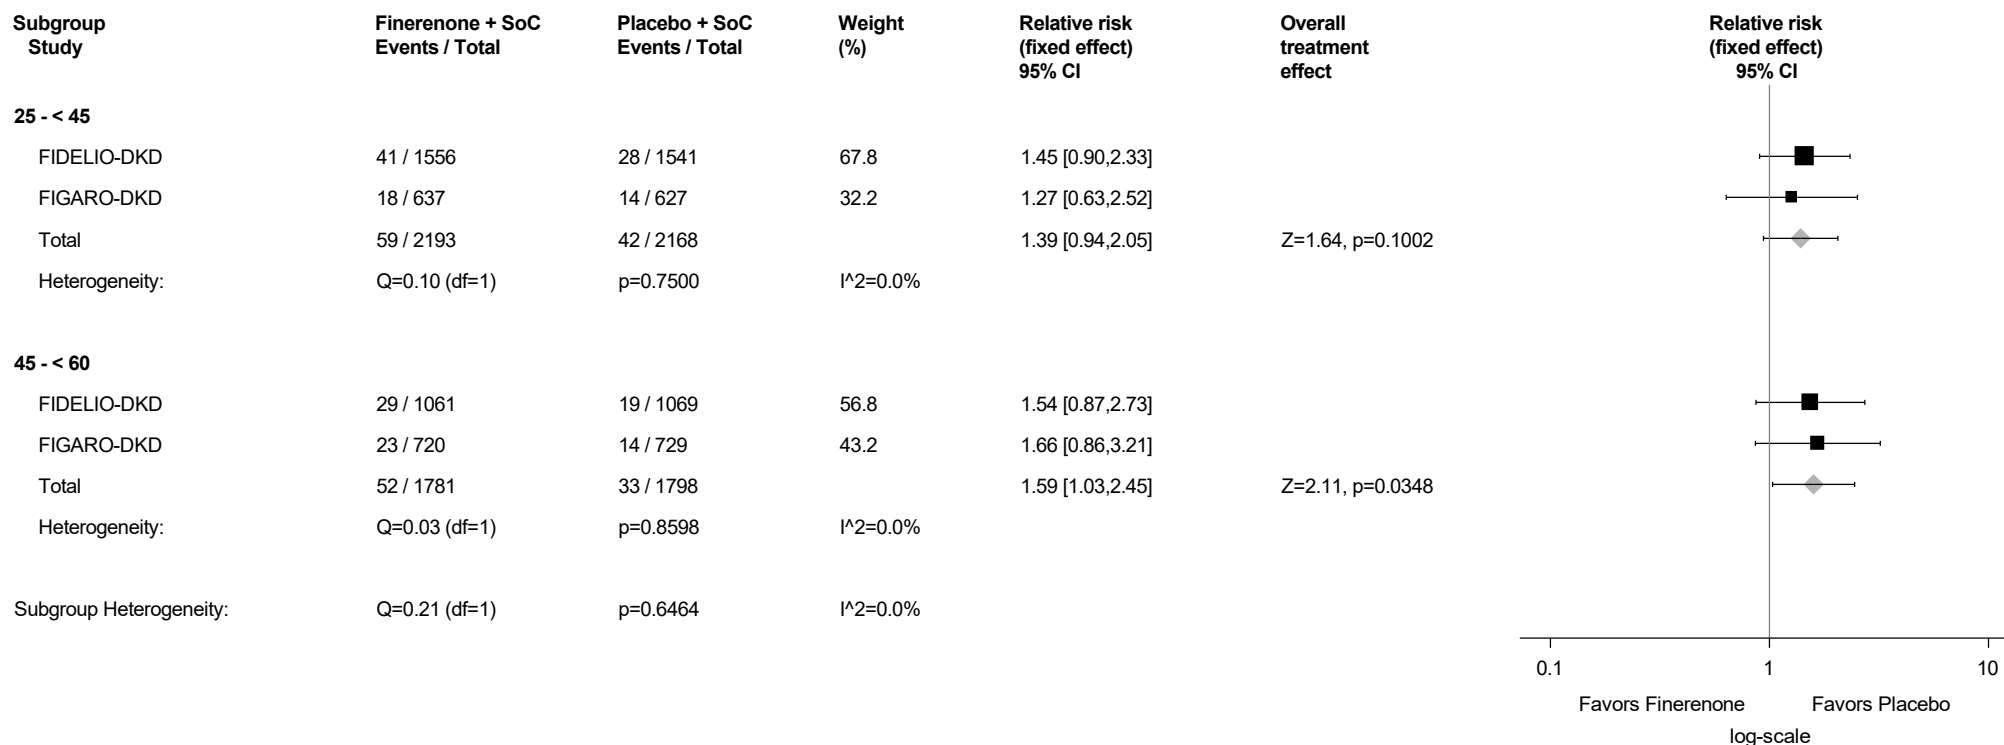 Subgroup Finerenone + SoC Placebo + SoC Weight Relative risk Overall Relative risk
Study Events / Total Events / Total (%) (fixed effect) treatment (fixed effect)
95% CI effect 95% CI
25 - < 45
FIDELIO-DKD 41 / 1556 28 / 1541 67.8 1.45 [0.90,2.33]
FIGARO-DKD 18 / 637 14 / 627 32.2 1.27 [0.63,2.52]
Total 59 / 2193 42 / 2168 1.39 [0.94,2.05] Z=1.64, p=0.1002
Heterogeneity: Q=0.10 (df=1) p=0.7500 I^2=0.0%
45 - < 60
FIDELIO-DKD 29 / 1061 19 / 1069 56.8 1.54 [0.87,2.73]
FIGARO-DKD 23 / 720 14 / 729 43.2 1.66 [0.86,3.21]
Total 52 / 1781 33 / 1798 1.59 [1.03,2.45] Z=2.11, p=0.0348
Heterogeneity: Q=0.03 (df=1) p=0.8598 I^2=0.0%
Subgroup Heterogeneity: Q=0.21 (df=1) p=0.6464 I^2=0.0%
0.1 1 10
Favors Finerenone Favors Placebo
log-scale